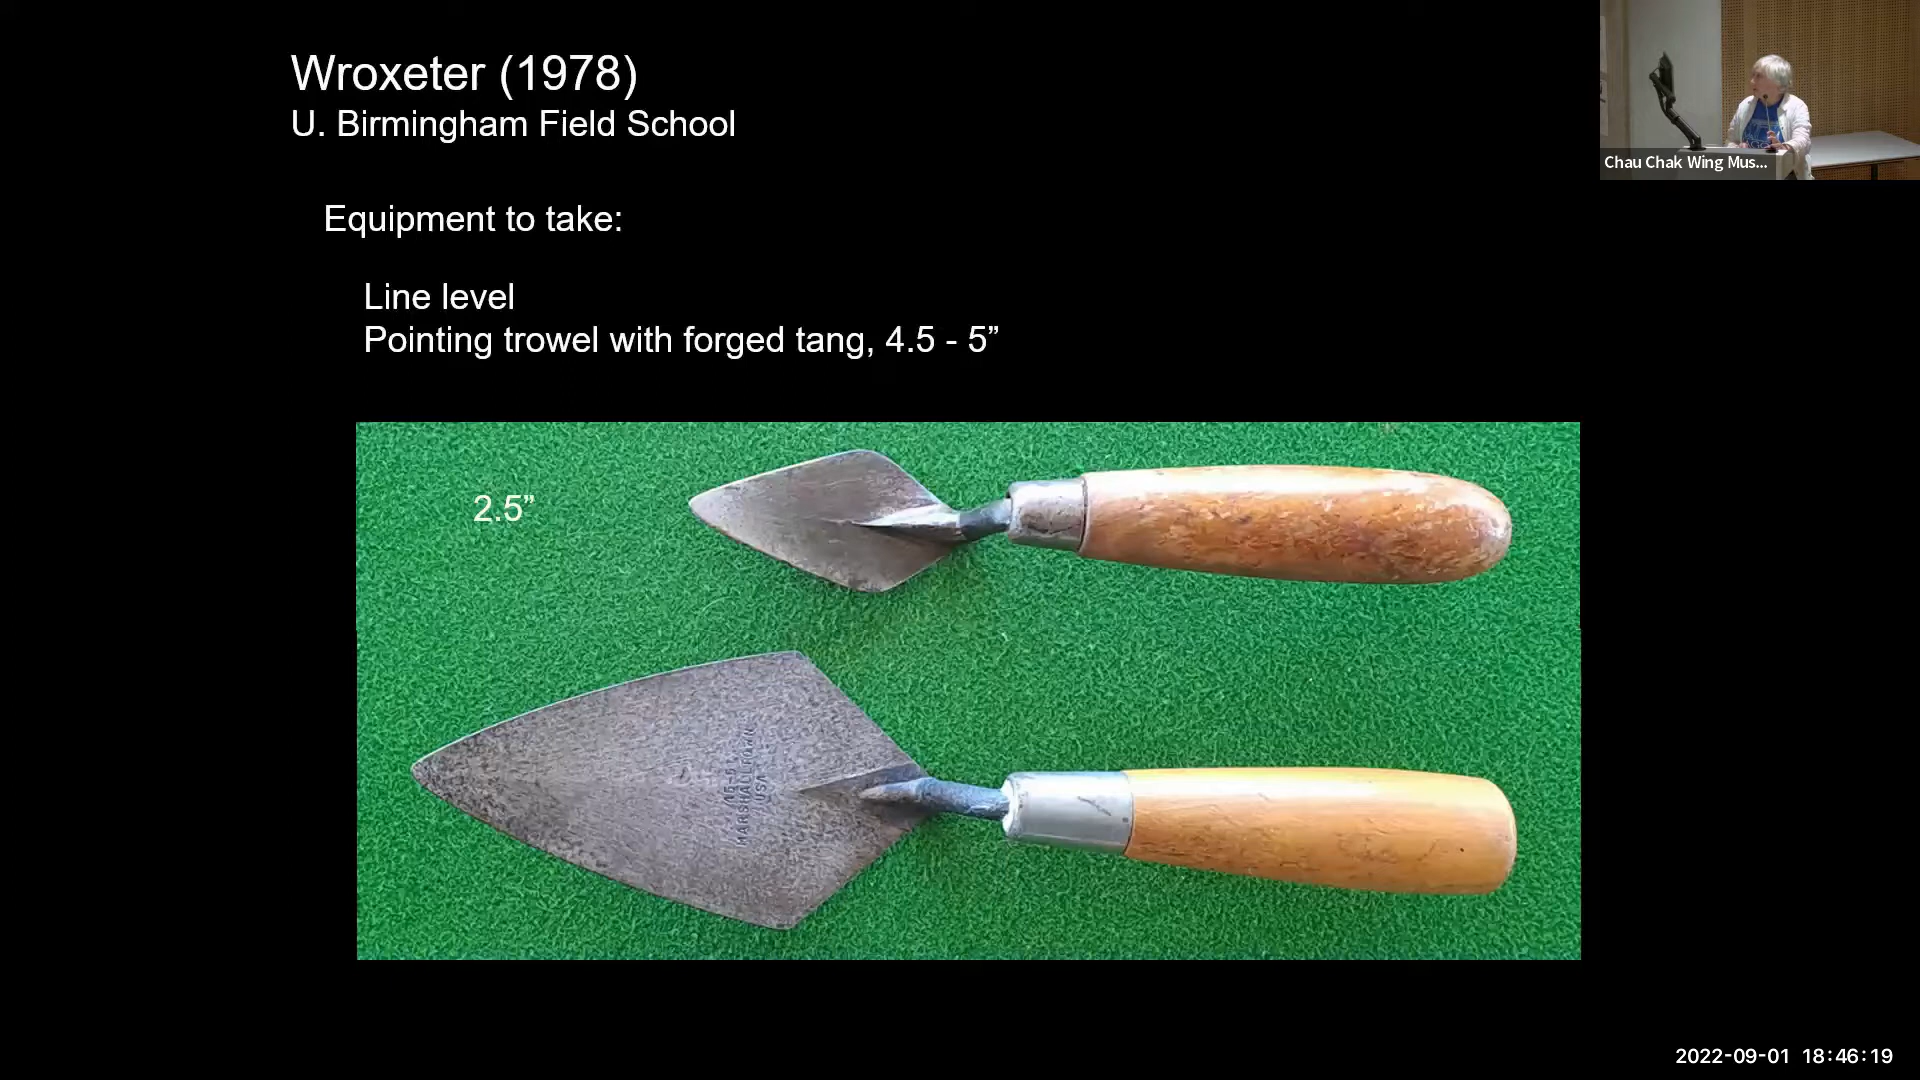 Wroxeter (1978)
U. Birmingham Field School
Equipment to take:
Line level
Pointing trowel with forged tang, 4.5 - 5”
2.5”
MARSHALLTOWN
USA
Chau Chak Wing Mus...
2022-09-01 18:46:19